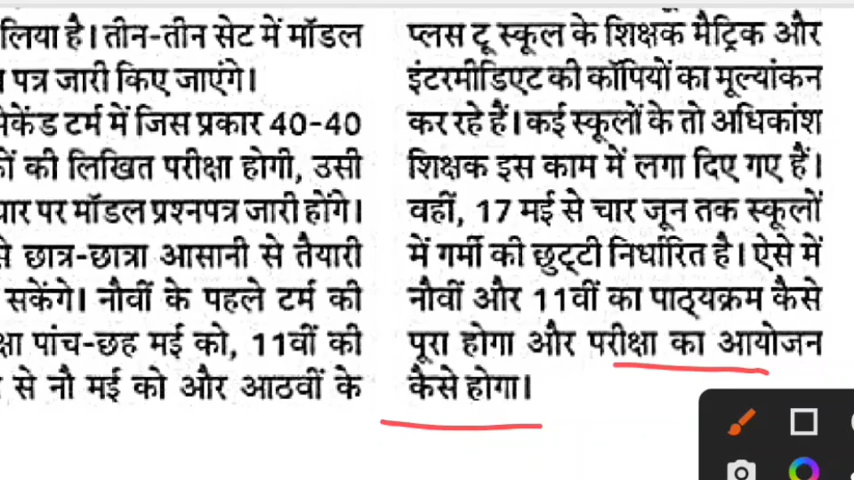 लिया है। तीन-तीन सेट में मॉडल
पत्र जारी किए जाएंगे।
टर्म में जिस प्रकार 40-40
की लिखित परीक्षा होगी, उसी
पर मॉडल प्रश्नपत्र जारी होंगे।
छात्र-छात्रा आसानी से तैयारी
सकेंगे। नौवीं के पहले टर्म की
पांच-छह मई को, 11वीं की
से नौ मई को और आठवीं के
प्लस टू स्कूल के शिक्षक मैट्रिक और
इंटरमीडिएट की कॉपियों का मूल्यांकन
कर रहे हैं। कई स्कूलों के तो अधिकांश
शिक्षक इस काम में लगा दिए गए हैं।
वहीं, 17 मई से चार जून तक स्कूलों
में गर्मी की छुट्टी निर्धारित है। ऐसे में
नौवीं और 11वीं का पाठ्यक्रम कैसे
पूरा होगा और परीक्षा का आयोजन
कैसे होगा।